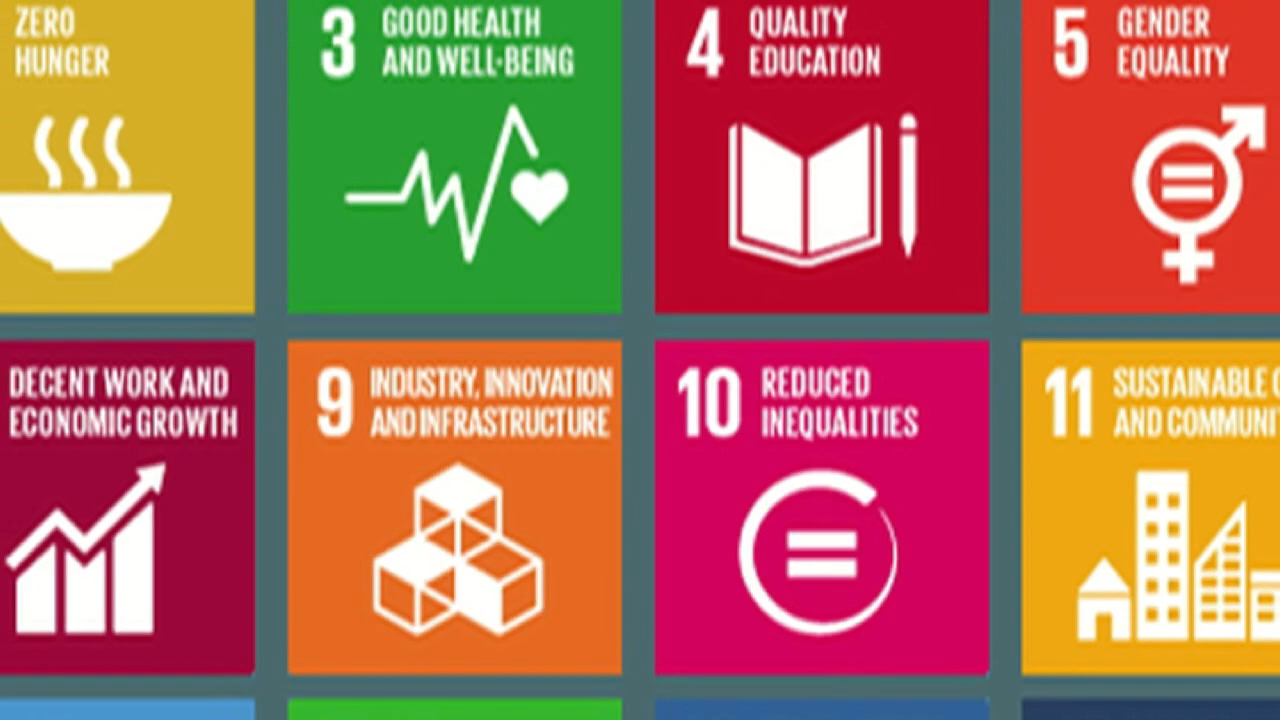 ZERO
HUNGER
3 GOOD HEALTH
AND WELL-BEING
4 QUALITY
EDUCATION
5 GENDER
EQUALITY
DECENT WORK AND
ECONOMIC GROWTH
9 INDUSTRY, INNOVATION
AND INFRASTRUCTURE
10 REDUCED
INEQUALITIES
11 SUSTAINABLE C
AND COMMUNI